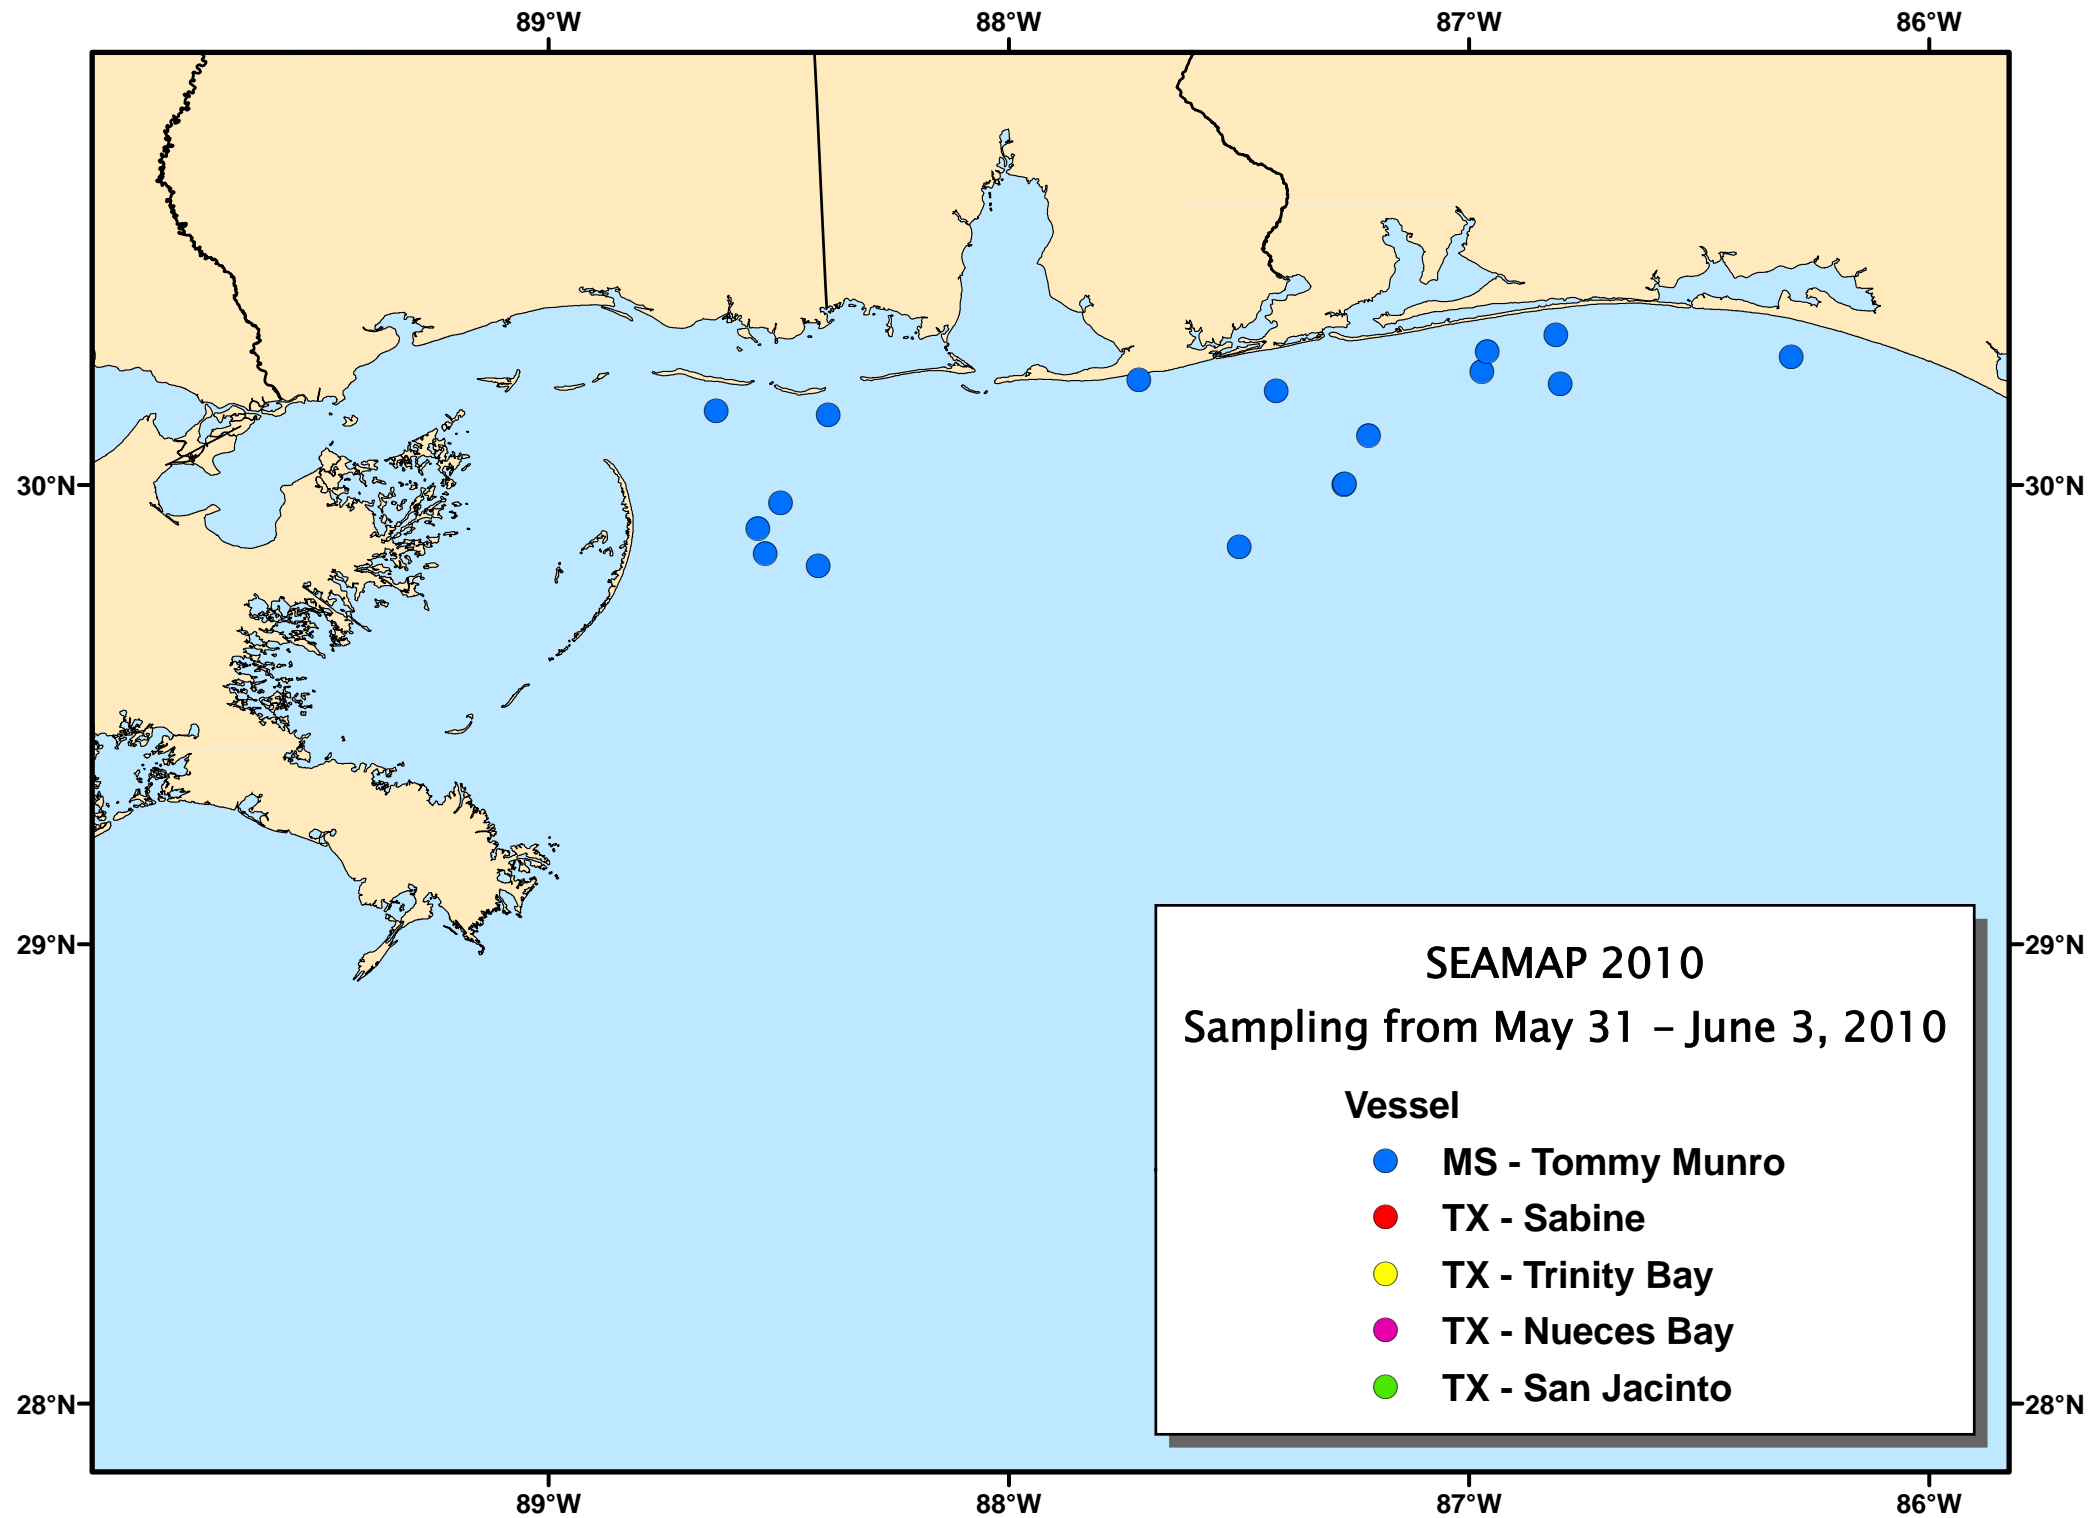 89°W 88°W 87°W 86°W
30°N 30°N
29°N 29°N
SEAMAP 2010
Sampling from May 31 - June 3, 2010
Vessel
MS - Tommy Munro
TX - Sabine
TX - Trinity Bay
TX - Nueces Bay
TX - San Jacinto
28°N 28°N
89°W 88°W 87°W 86°W